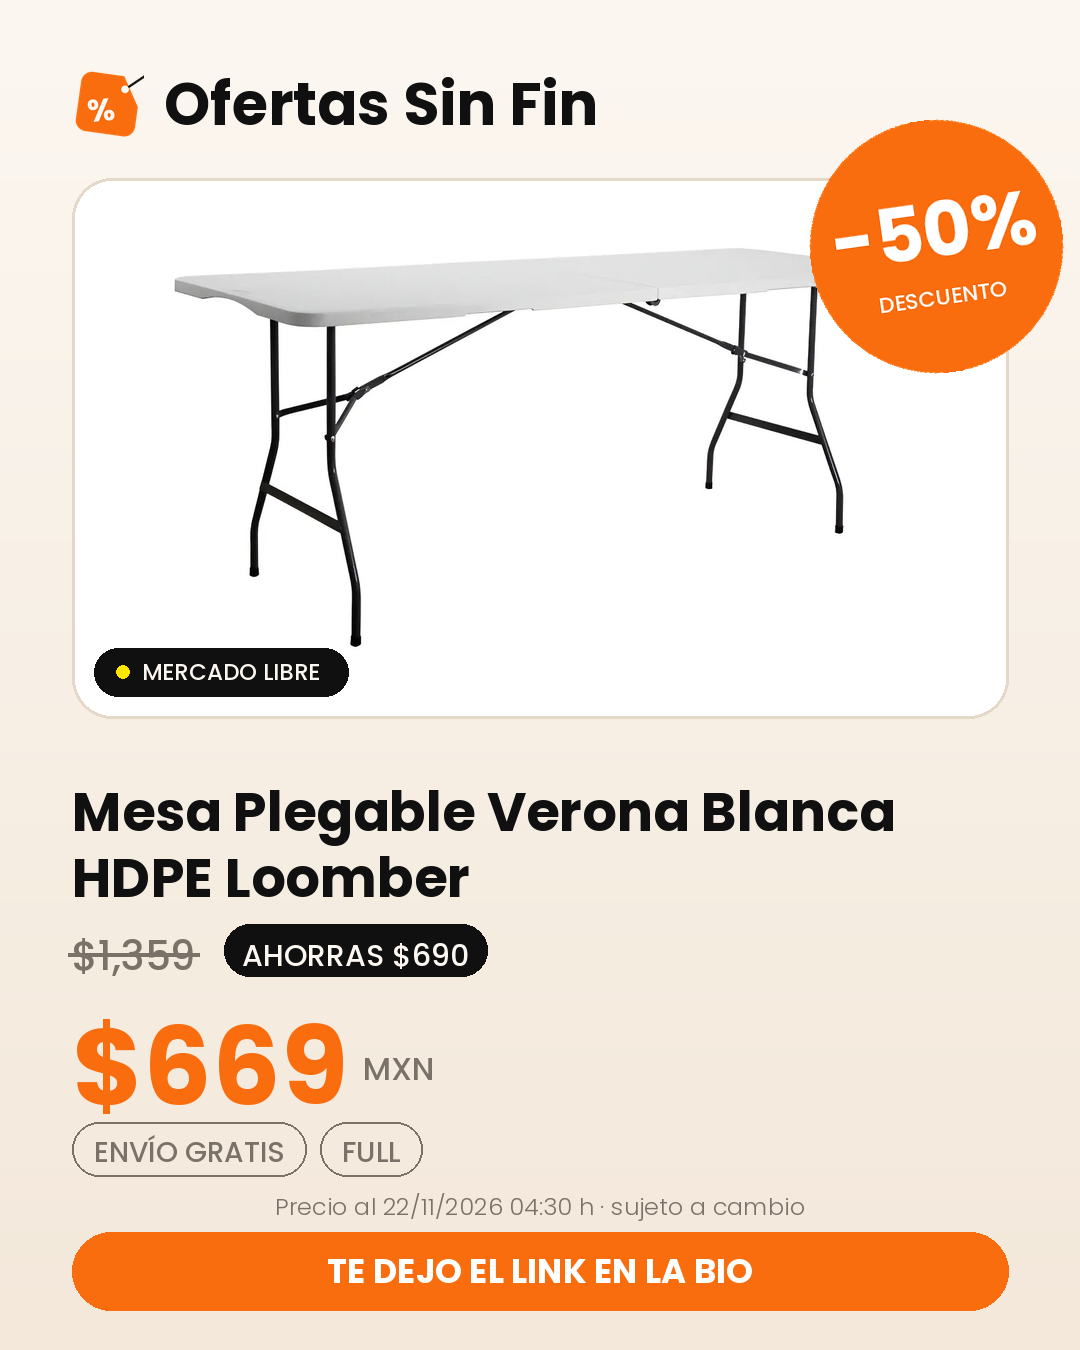 %
Ofertas Sin Fin
-50%
DESCUENTO
MERCADO LIBRE
Mesa Plegable Verona Blanca
HDPE Loomber
$1,359
AHORRAS $690
$669 MXN
ENVÍO GRATIS
FULL
Precio al 22/11/2026 04:30 h · sujeto a cambio
TE DEJO EL LINK EN LA BIO